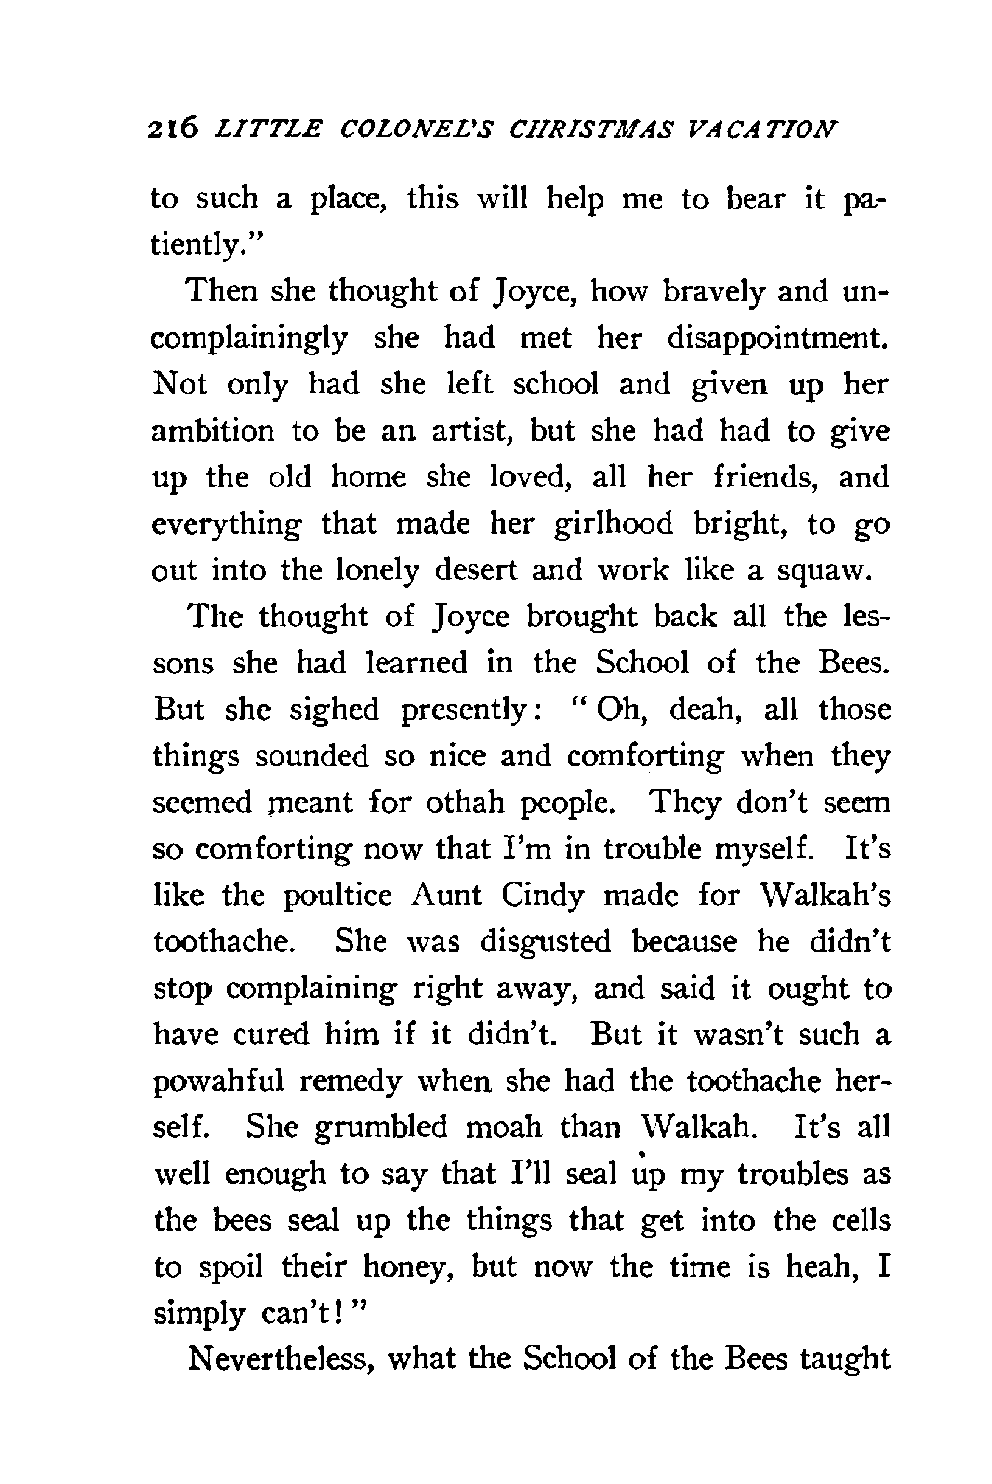 216 LITTLE COLONEL'S CHRISTMAS VACATION
to such a place, this will help me to bear it pa-
tiently."
Then she thought of Joyce, how bravely and un-
complainingly she had met her disappointment.
Not only had she left school and given up her
ambition to be an artist, but she had had to give
up the old home she loved, all her friends, and
everything that made her girlhood bright, to go
out into the lonely desert and work like a squaw.
The thought of Joyce brought back all the les-
sons she had learned in the School of the Bees.
But she sighed presently: "Oh, deah, all those
things sounded so nice and comforting when they
seemed meant for othah people. They don't seem
so comforting now that I'm in trouble myself. It's
like the poultice Aunt Cindy made for Walkah's
toothache. She was disgusted because he didn't
stop complaining right away, and said it ought to
have cured him if it didn't. But it wasn't such a
powahful remedy when she had the toothache her-
self. She grumbled moah than Walkah. It's all
well enough to say that I'll seal up my troubles as
the bees seal up the things that get into the cells
to spoil their honey, but now the time is heah, I
simply can't!"
Nevertheless, what the School of the Bees taught